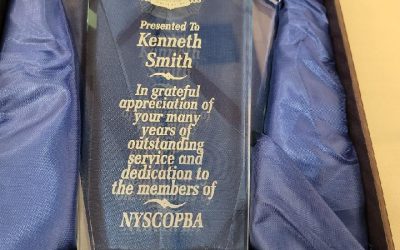 Presented To
Kenneth
Smith
In grateful
appreciation of
your many
years of
outstanding
service and
dedication to
the members of
NYSCOPBA